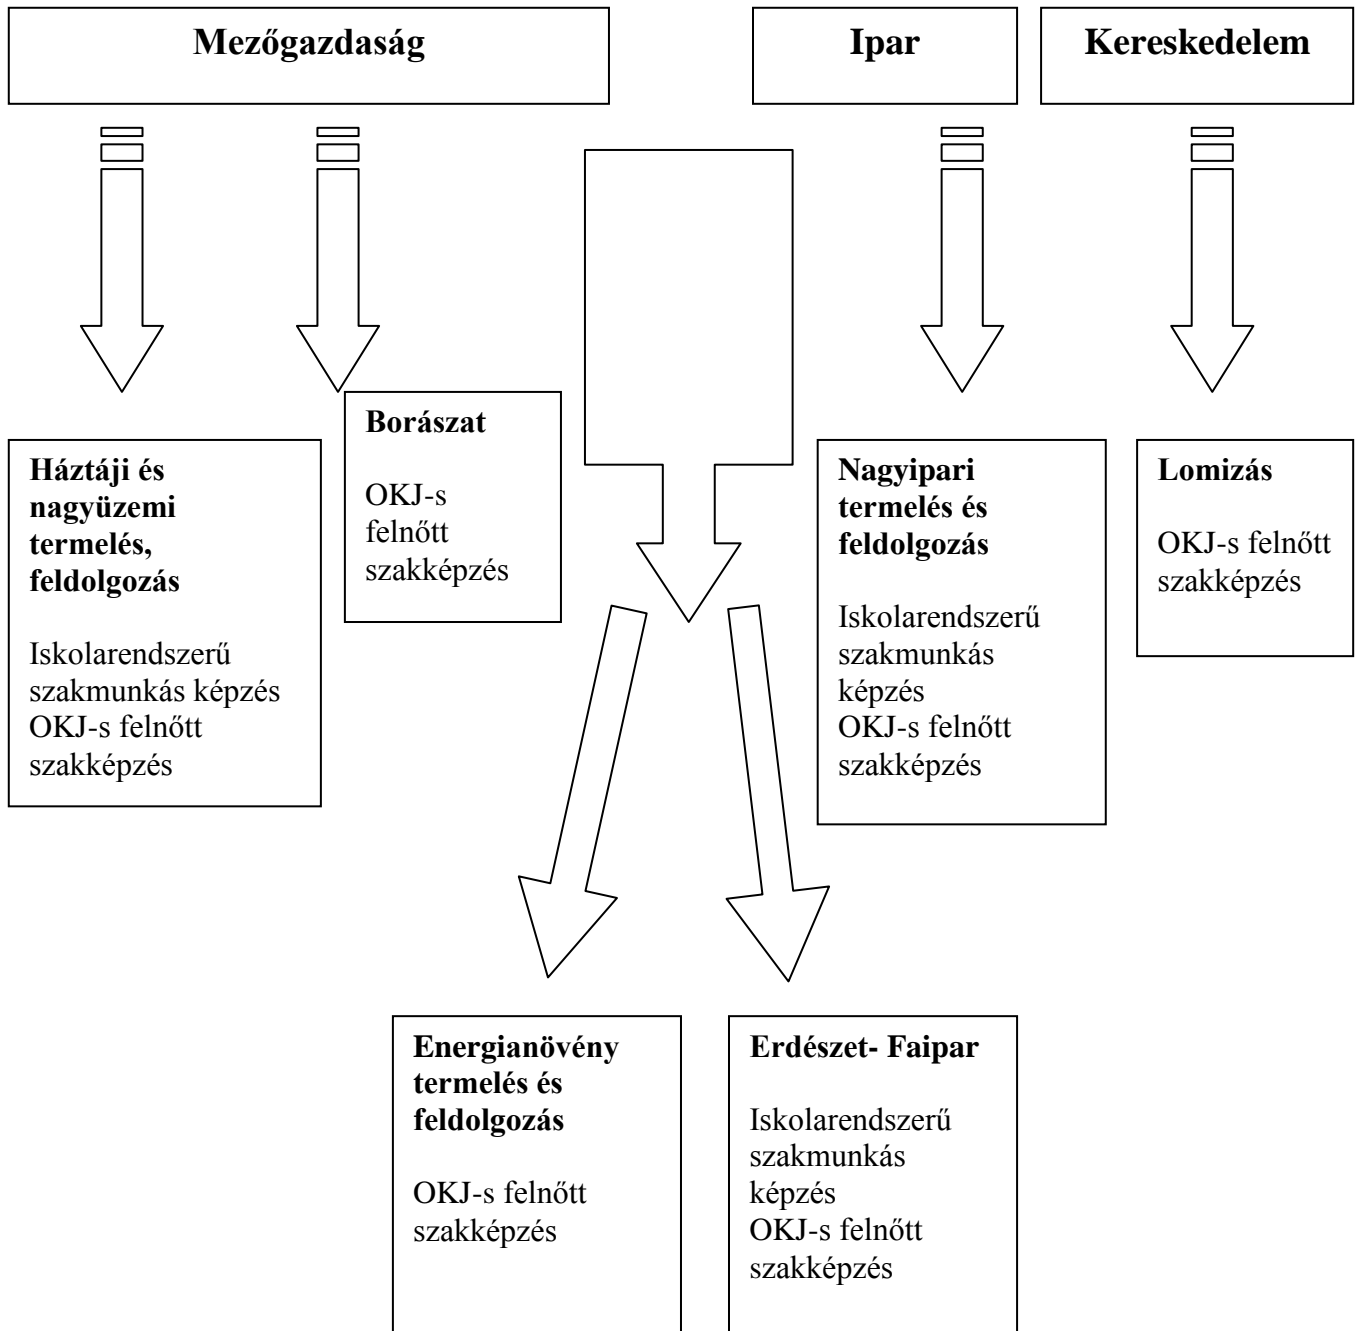 Mezőgazdaság
Ipar
Kereskedelem
Háztáji és
nagyüzemi
termelés,
feldolgozás
Iskolarendszerű
szakmunkás képzés
OKJ-s felnőtt
szakképzés
Borászat
OKJ-s
felnőtt
szakképzés
Nagyipari
termelés és
feldolgozás
Iskolarendszerű
szakmunkás
képzés
OKJ-s felnőtt
szakképzés
Lomizás
OKJ-s felnőtt
szakképzés
Energianövény
termelés és
feldolgozás
OKJ-s felnőtt
szakképzés
Erdészet- Faipar
Iskolarendszerű
szakmunkás
képzés
OKJ-s felnőtt
szakképzés